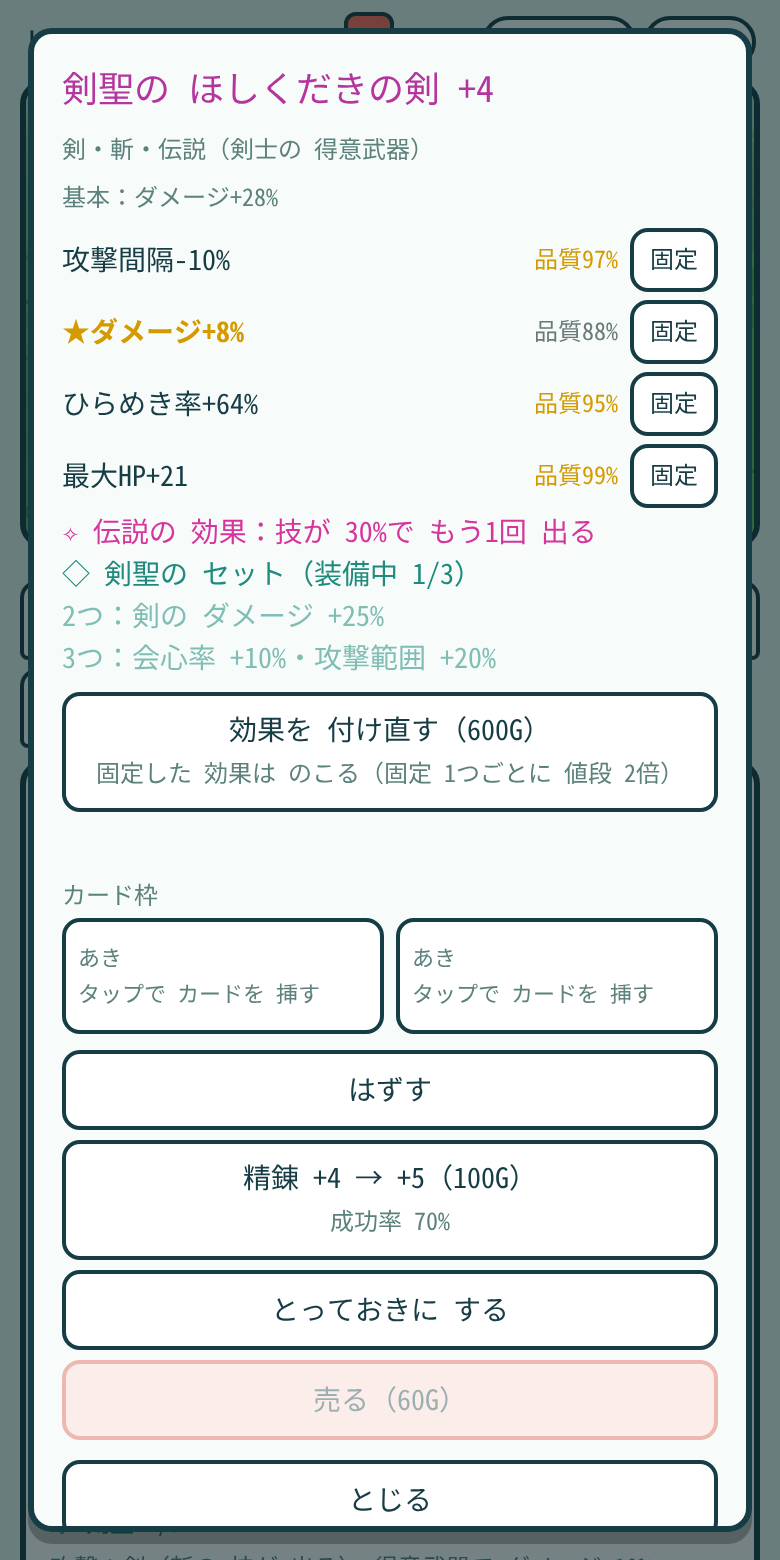 剣聖の ほしくだきの剣 +4
剣・斬・伝説（剣士の 得意武器）
基本：ダメージ+28%
攻撃間隔-10% 品質97% 固定
★ダメージ+8% 品質88% 固定
ひらめき率+64% 品質95% 固定
最大HP+21 品質99% 固定
✧ 伝説の 効果：技が 30%で もう1回 出る
◇ 剣聖の セット（装備中 1/3）
2つ：剣の ダメージ +25%
3つ：会心率 +10%・攻撃範囲 +20%
効果を 付け直す（600G）
固定した 効果は のこる（固定 1つごとに 値段 2倍）
カード枠
あき あき
タップで カードを 挿す タップで カードを 挿す
はずす
精錬 +4 → +5（100G）
成功率 70%
とっておきに する
売る（60G）
とじる